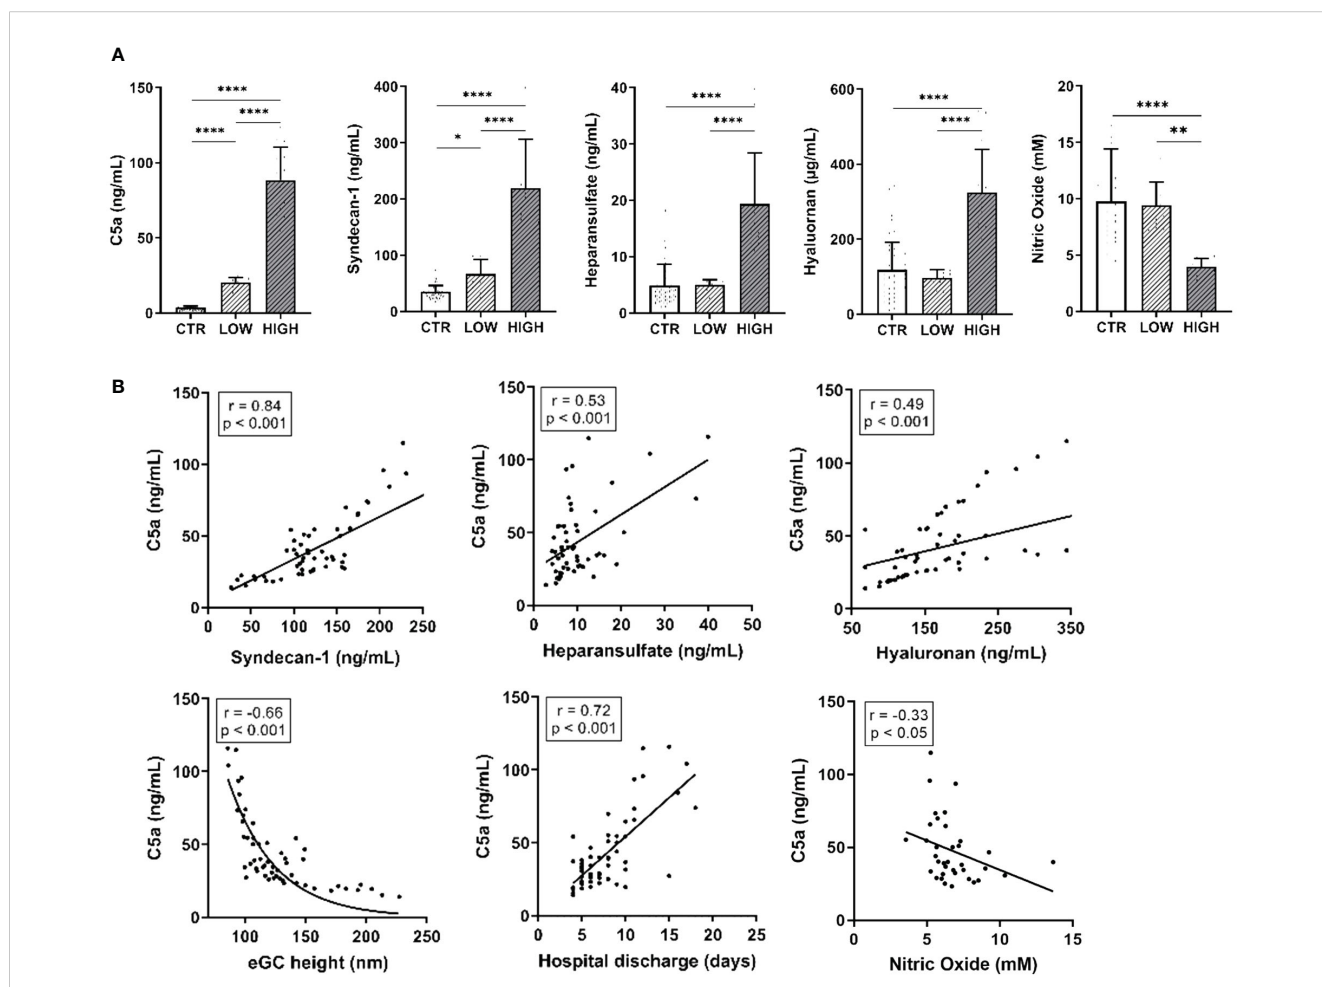 A
C5a (ng/mL)
150
100
50
0
****
****
****
CTR LOW HIGH
Syndecan-1 (ng/mL)
400
300
200
100
0
****
****
*
CTR LOW HIGH
Heparansulfate (ng/mL)
40
30
20
10
0
****
****
CTR LOW HIGH
Hyaluornan (µg/mL)
600
400
200
0
****
****
CTR LOW HIGH
Nitric Oxide (mM)
20
15
10
5
0
****
**
CTR LOW HIGH
B
C5a (ng/mL)
150
100
50
0
r = 0.84
p < 0.001
0 50 100 150 200 250
Syndecan-1 (ng/mL)
C5a (ng/mL)
150
100
50
0
r = 0.53
p < 0.001
0 10 20 30 40 50
Heparansulfate (ng/mL)
C5a (ng/mL)
150
100
50
0
r = 0.49
p < 0.001
50 150 250 350
Hyaluronan (ng/mL)
C5a (ng/mL)
150
100
50
0
r = -0.66
p < 0.001
100 150 200 250
eGC height (nm)
C5a (ng/mL)
150
100
50
0
r = 0.72
p < 0.001
0 5 10 15 20 25
Hospital discharge (days)
C5a (ng/mL)
150
100
50
0
r = -0.33
p < 0.05
0 5 10 15
Nitric Oxide (mM)